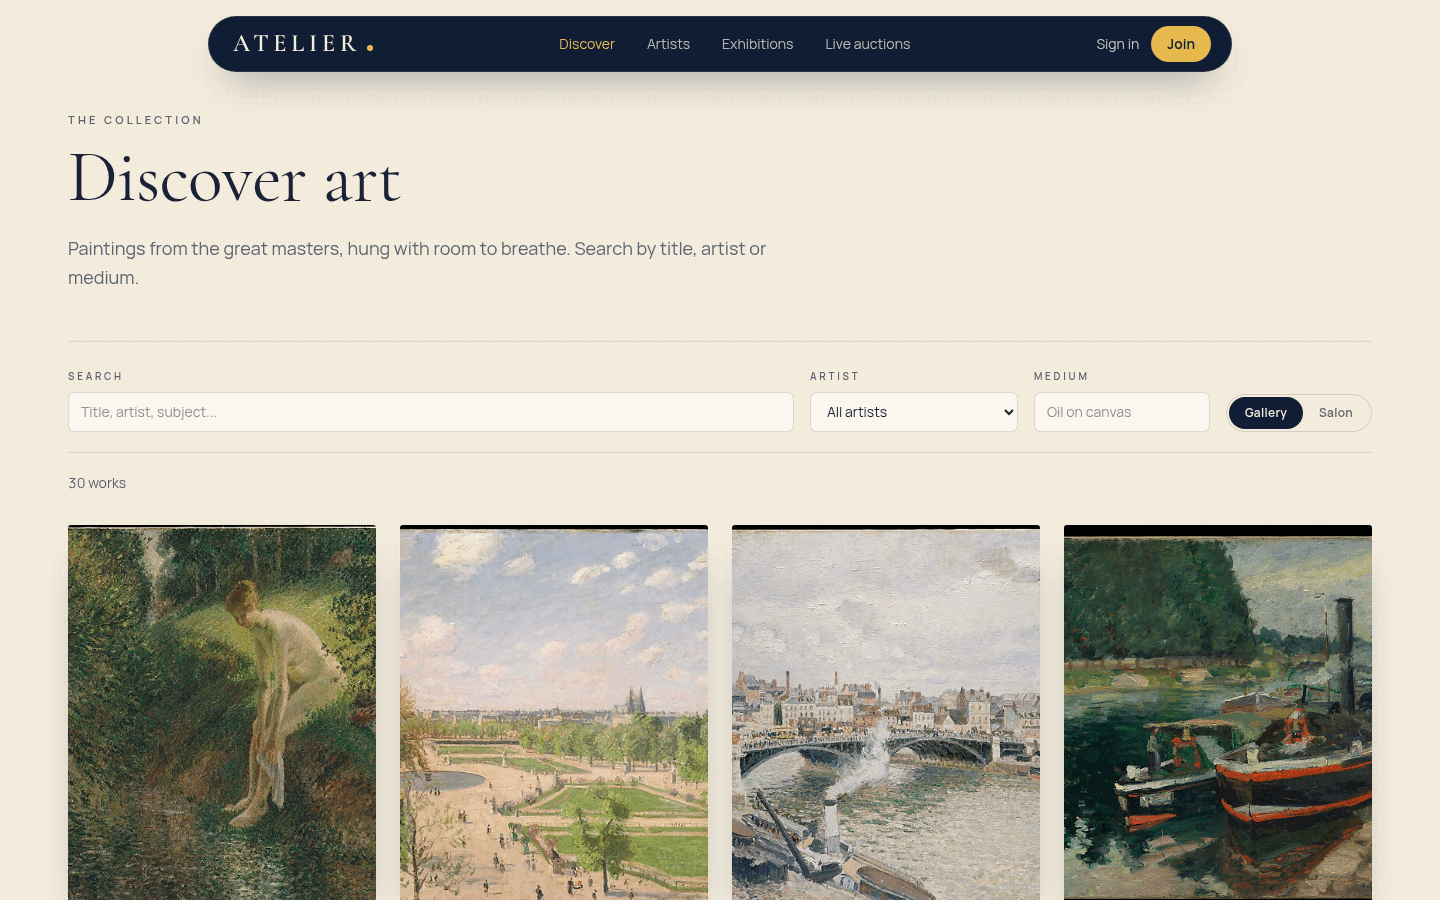 ATELIER.
Discover
Artists
Exhibitions
Live auctions
Sign in
Join
THE COLLECTION
Discover art
Paintings from the great masters, hung with room to breathe. Search by title, artist or
medium.
SEARCH
ARTIST
MEDIUM
Title, artist, subject...
All artists
Oil on canvas
Gallery
Salon
30 works